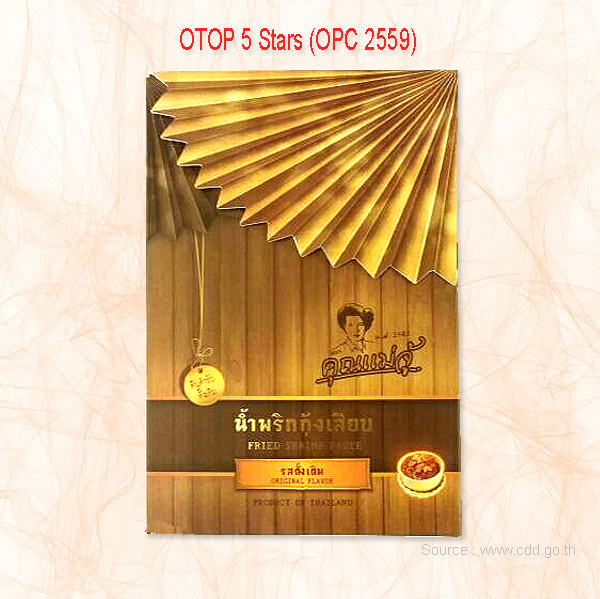 OTOP 5 Stars (OPC 2559)
คุณแม่จู้
น้ำพริกกุ้งเสียบ
FRIED SHRIMP PASTE
รสดั้งเดิม
ORIGINAL FLAVOR
PRODUCT OF THAILAND
Source : www.cdd.go.th